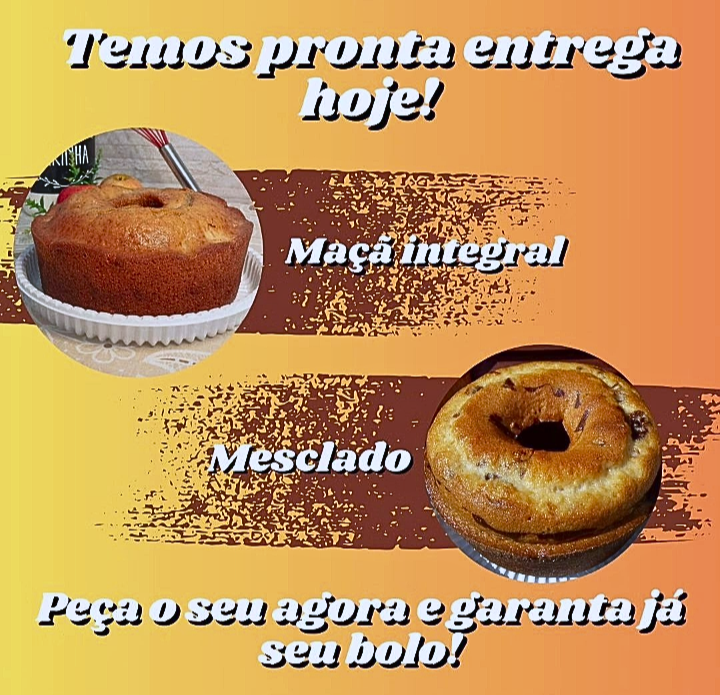 Temos pronta entrega
hoje!
Maçã integral
Mesclado
Peça o seu agora e garanta já
seu bolo!